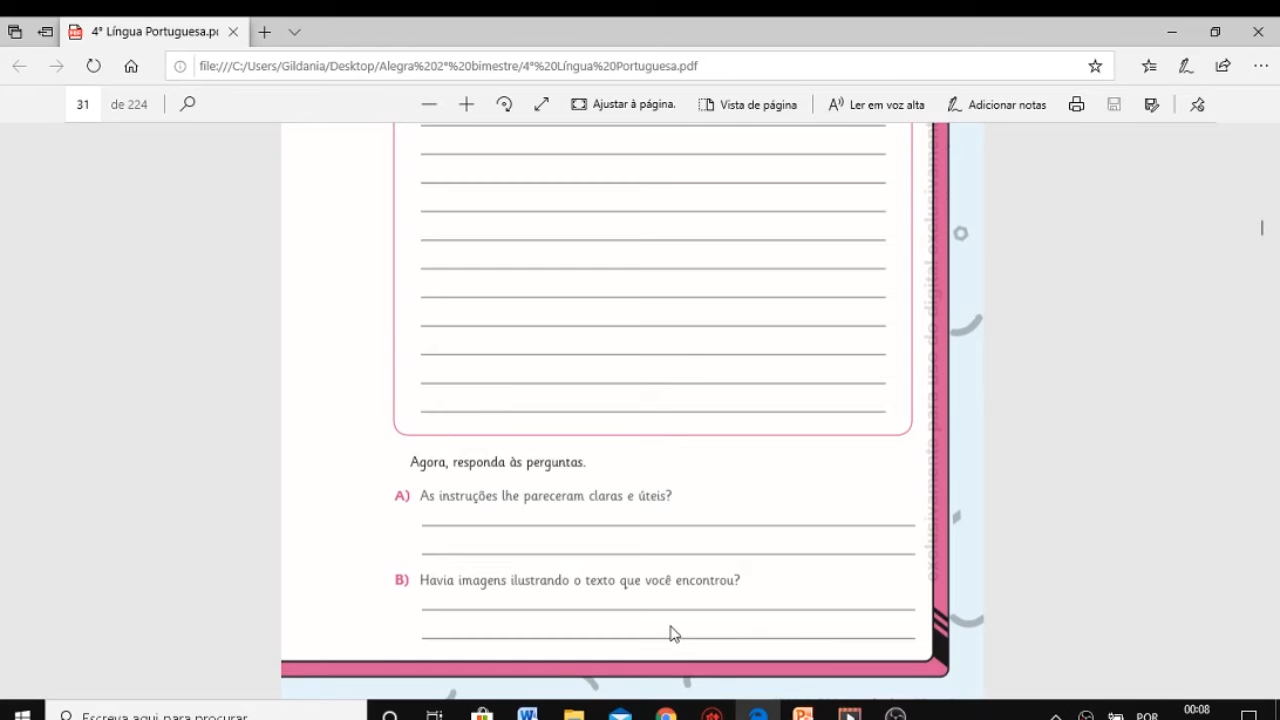 4° Língua Portuguesa.pd
file:///C:/Users/Gildania/Desktop/Alegra%202°%20bimestre/4°%20Língua%20Portuguesa.pdf
31 de 224 Ajustar à página. Vista de página Ler em voz alta Adicionar notas
Agora, responda às perguntas.
A) As instruções lhe pareceram claras e úteis?
B) Havia imagens ilustrando o texto que você encontrou?
Escreva aqui para procurar
POR
00:08